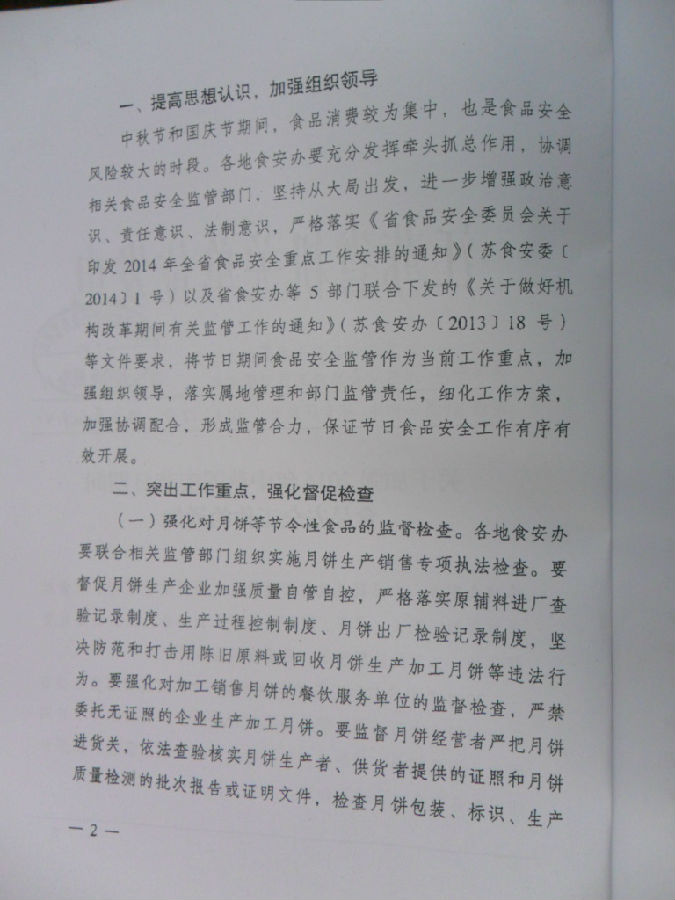 一、提高思想认识，加强组织领导
中秋节和国庆节期间，食品消费较为集中，也是食品安全
风险较大的时段。各地食安办要充分发挥牵头抓总作用，协调
相关食品安全监管部门，坚持从大局出发，进一步增强政治意
识、责任意识、法制意识，严格落实《省食品安全委员会关于
印发2014年全省食品安全重点工作安排的通知》（苏食安委〔
2014〕1号）以及省食安办等5部门联合下发的《关于做好机
构改革期间有关监管工作的通知》（苏食安办〔2013〕18号）
等文件要求，将节日期间食品安全监管作为当前工作重点，加
强组织领导，落实属地管理和部门监管责任，细化工作方案，
加强协调配合，形成监管合力，保证节日食品安全工作有序有
效开展。
二、突出工作重点，强化督促检查
（一）强化对月饼等节令性食品的监督检查。各地食安办
要联合相关监管部门组织实施月饼生产销售专项执法检查。要
督促月饼生产企业加强质量自管自控，严格落实原辅料进厂查
验记录制度、生产过程控制制度、月饼出厂检验记录制度，坚
决防范和打击用陈旧原料或回收月饼生产加工月饼等违法行
为。要强化对加工销售月饼的餐饮服务单位的监督检查，严禁
委托无证照的企业生产加工月饼。要监督月饼经营者严把月饼
进货关，依法查验核实月饼生产者、供货者提供的证照和月饼
质量检测的批次报告或证明文件，检查月饼包装、标识、生产
— 2 —